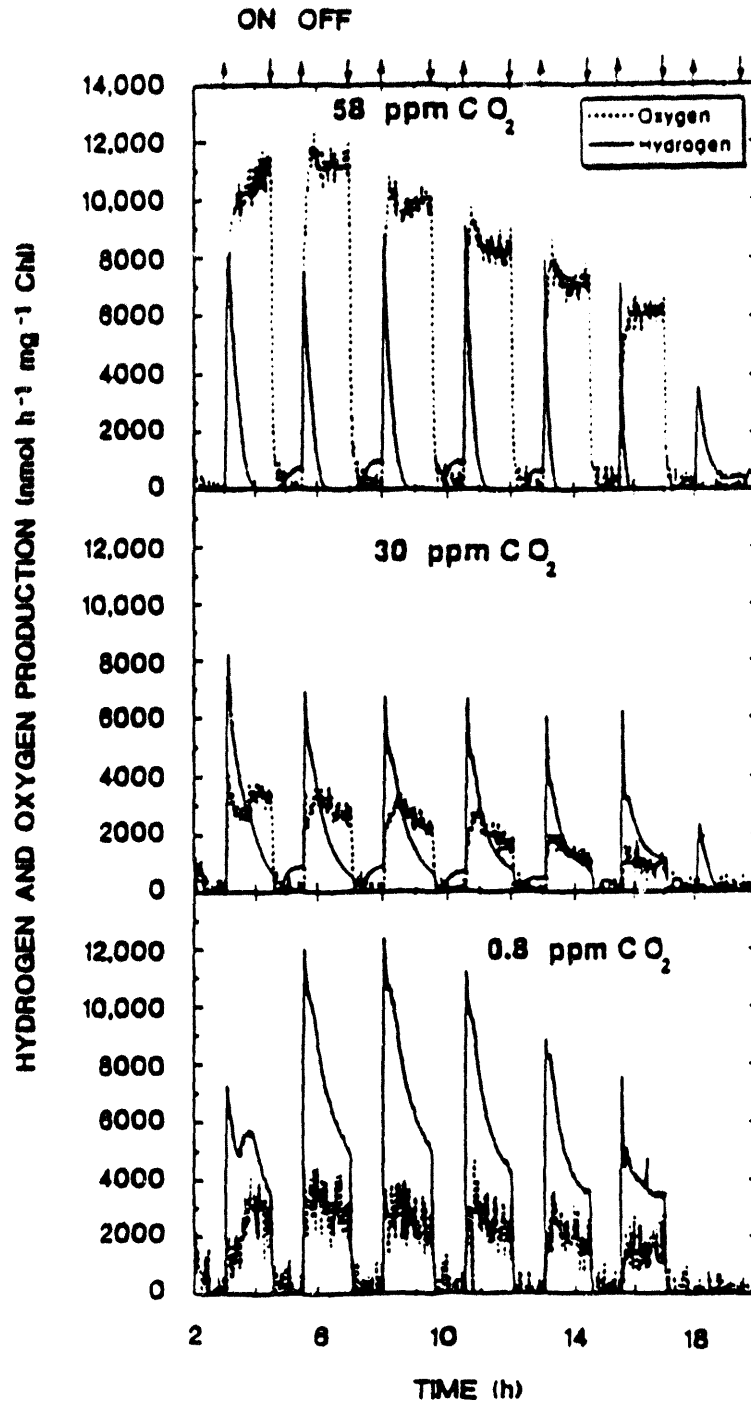 ON OFF
58 ppm CO2
Oxygen
Hydrogen
14,000
12,000
10,000
8000
6000
4000
2000
0
30 ppm CO2
12,000
10,000
8000
6000
4000
2000
0
0.8 ppm CO2
12,000
10,000
8000
6000
4000
2000
0
2 6 10 14 18
TIME (h)
HYDROGEN AND OXYGEN PRODUCTION (nmol h-1 mg-1 Chl)